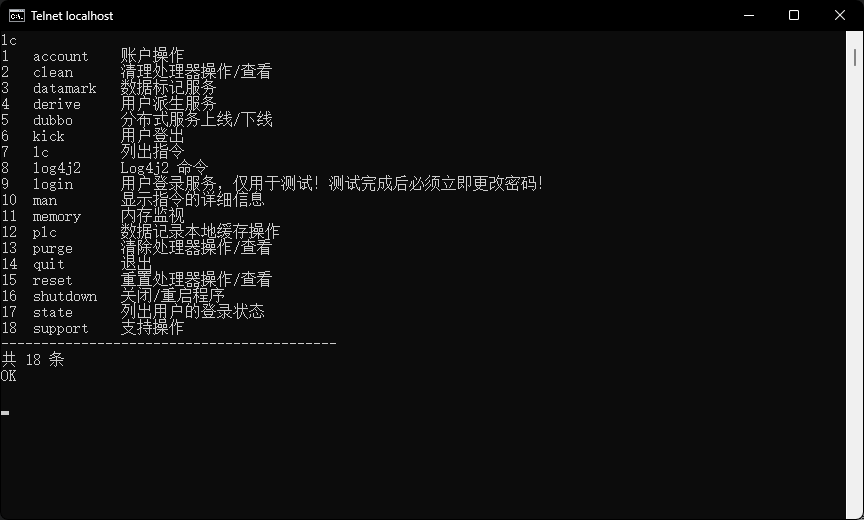 Telnet localhost
lc
1 account 账户操作
2 clean 清理处理器操作/查看
3 datamark 数据标记服务
4 derive 用户派生服务
5 dubbo 分布式服务上线/下线
6 kick 用户登出
7 lc 列出指令
8 log4j2 Log4j2 命令
9 login 用户登录服务，仅用于测试！测试完成后必须立即更改密码！
10 man 显示指令的详细信息
11 memory 内存监视
12 plc 数据记录本地缓存操作
13 purge 清除处理器操作/查看
14 quit 退出
15 reset 重置处理器操作/查看
16 shutdown 关闭/重启程序
17 state 列出用户的登录状态
18 support 支持操作
------------------------------------------
共 18 条
OK